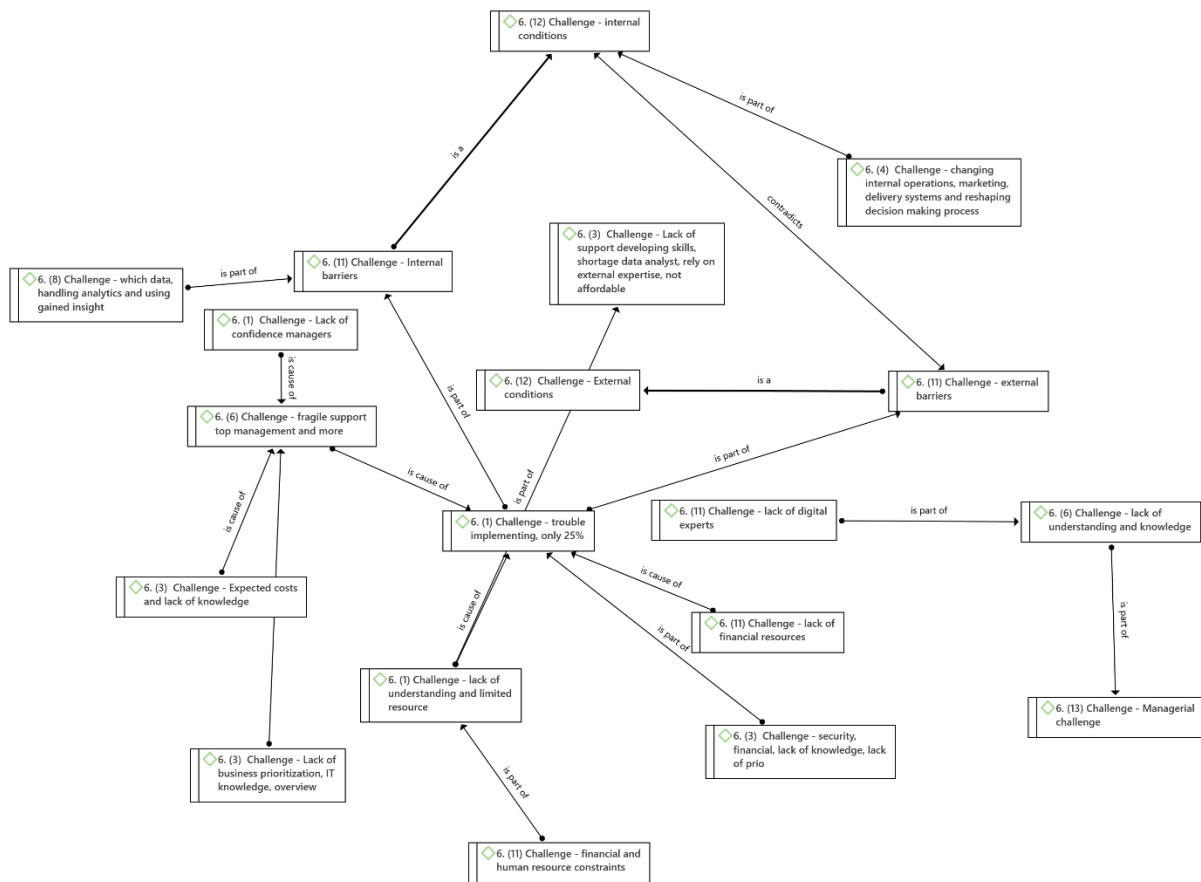 6. (12) Challenge - internal
conditions
is part of
is a
6. (4) Challenge - changing
internal operations, marketing,
delivery systems and reshaping
decision making process
contradicts
6. (3) Challenge - Lack of
support developing skills,
shortage data analyst, rely on
external expertise, not
affordable
6. (11) Challenge - Internal
barriers
is part of
6. (8) Challenge - which data,
handling analytics and using
gained insight
6. (1) Challenge - Lack of
confidence managers
is cause of
6. (12) Challenge - External
conditions
is a
6. (11) Challenge - external
barriers
is part of
6. (6) Challenge - fragile support
top management and more
is cause of
is part of
is part of
6. (1) Challenge - trouble
implementing, only 25%
6. (11) Challenge - lack of digital
experts
is part of
6. (6) Challenge - lack of
understanding and knowledge
is cause of
6. (3) Challenge - Expected costs
and lack of knowledge
is cause of
is cause of
6. (11) Challenge - lack of
financial resources
is part of
is part of
6. (1) Challenge - lack of
understanding and limited
resource
6. (13) Challenge - Managerial
challenge
6. (3) Challenge - security,
financial, lack of knowledge, lack
of prio
6. (3) Challenge - Lack of
business prioritization, IT
knowledge, overview
is part of
6. (11) Challenge - financial and
human resource constraints